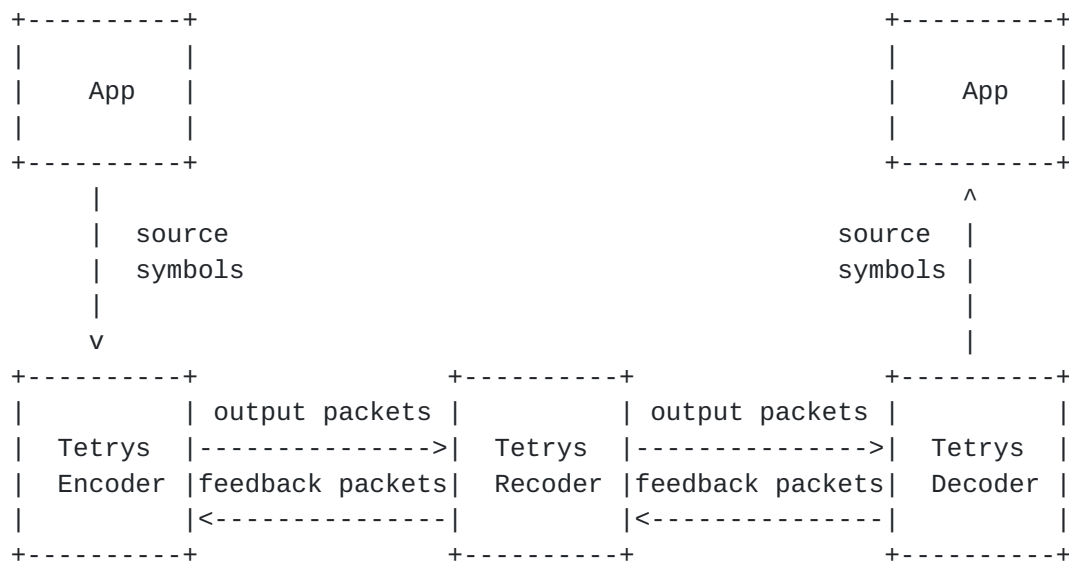 App App
source source
symbols symbols
output packets output packets
Tetrys Tetrys Tetrys
Encoder feedback packets Recoder feedback packets Decoder